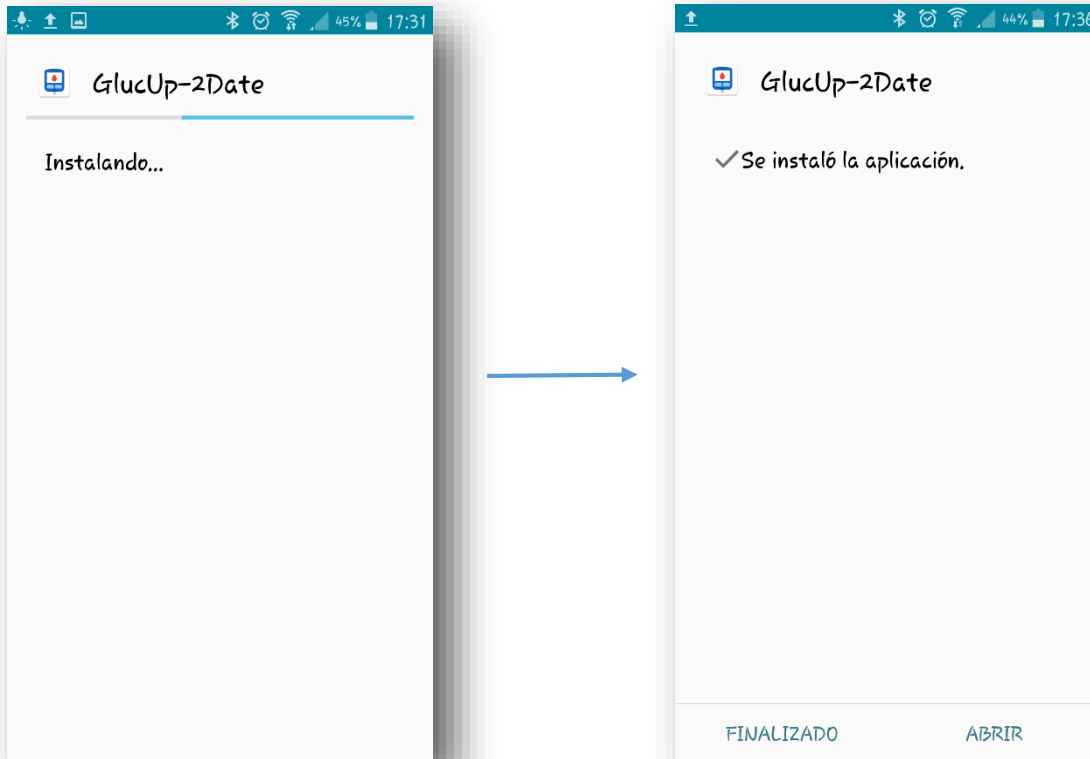 45% 17:31
GlucUp-2Date
Instalando...
44% 17:36
GlucUp-2Date
Se instaló la aplicación.
FINALIZADO ABRIR